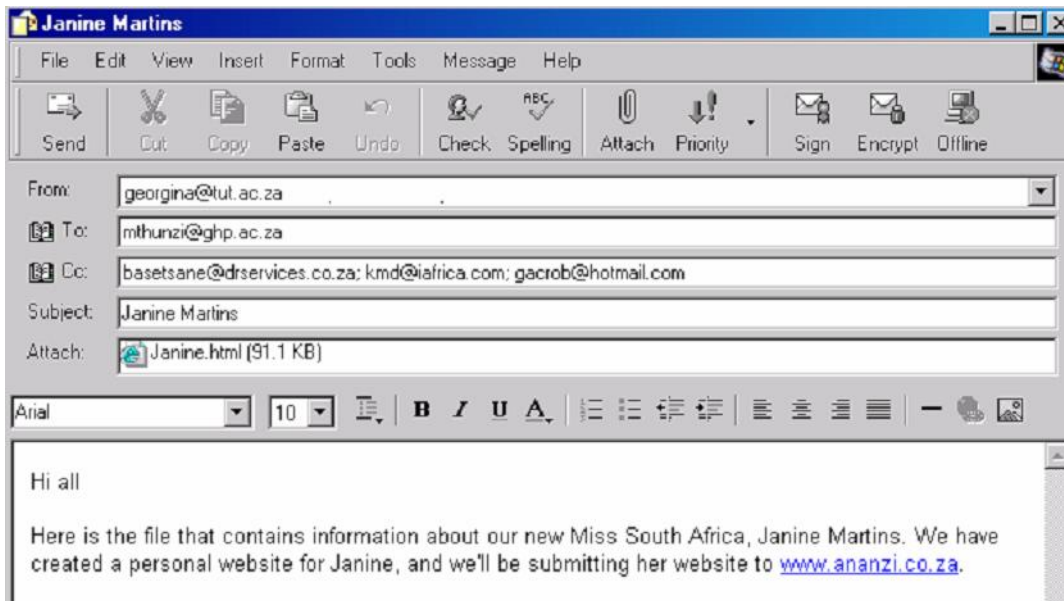 Janine Martins
File Edit View Insert Format Tools Message Help
ABC
Send Cut Copy Paste Undo Check Spelling Attach Priority Sign Encrypt Offline
From: georgina@tut.ac.za
To: mthunzi@ghp.ac.za
Cc: basetsane@drservices.co.za; kmd@iafrica.com; gacrob@hotmail.com
Subject: Janine Martins
Attach: Janine.html (91.1 KB)
Arial 10 B I U A
Hi all
Here is the file that contains information about our new Miss South Africa, Janine Martins. We have
created a personal website for Janine, and we'll be submitting her website to www.ananzi.co.za.